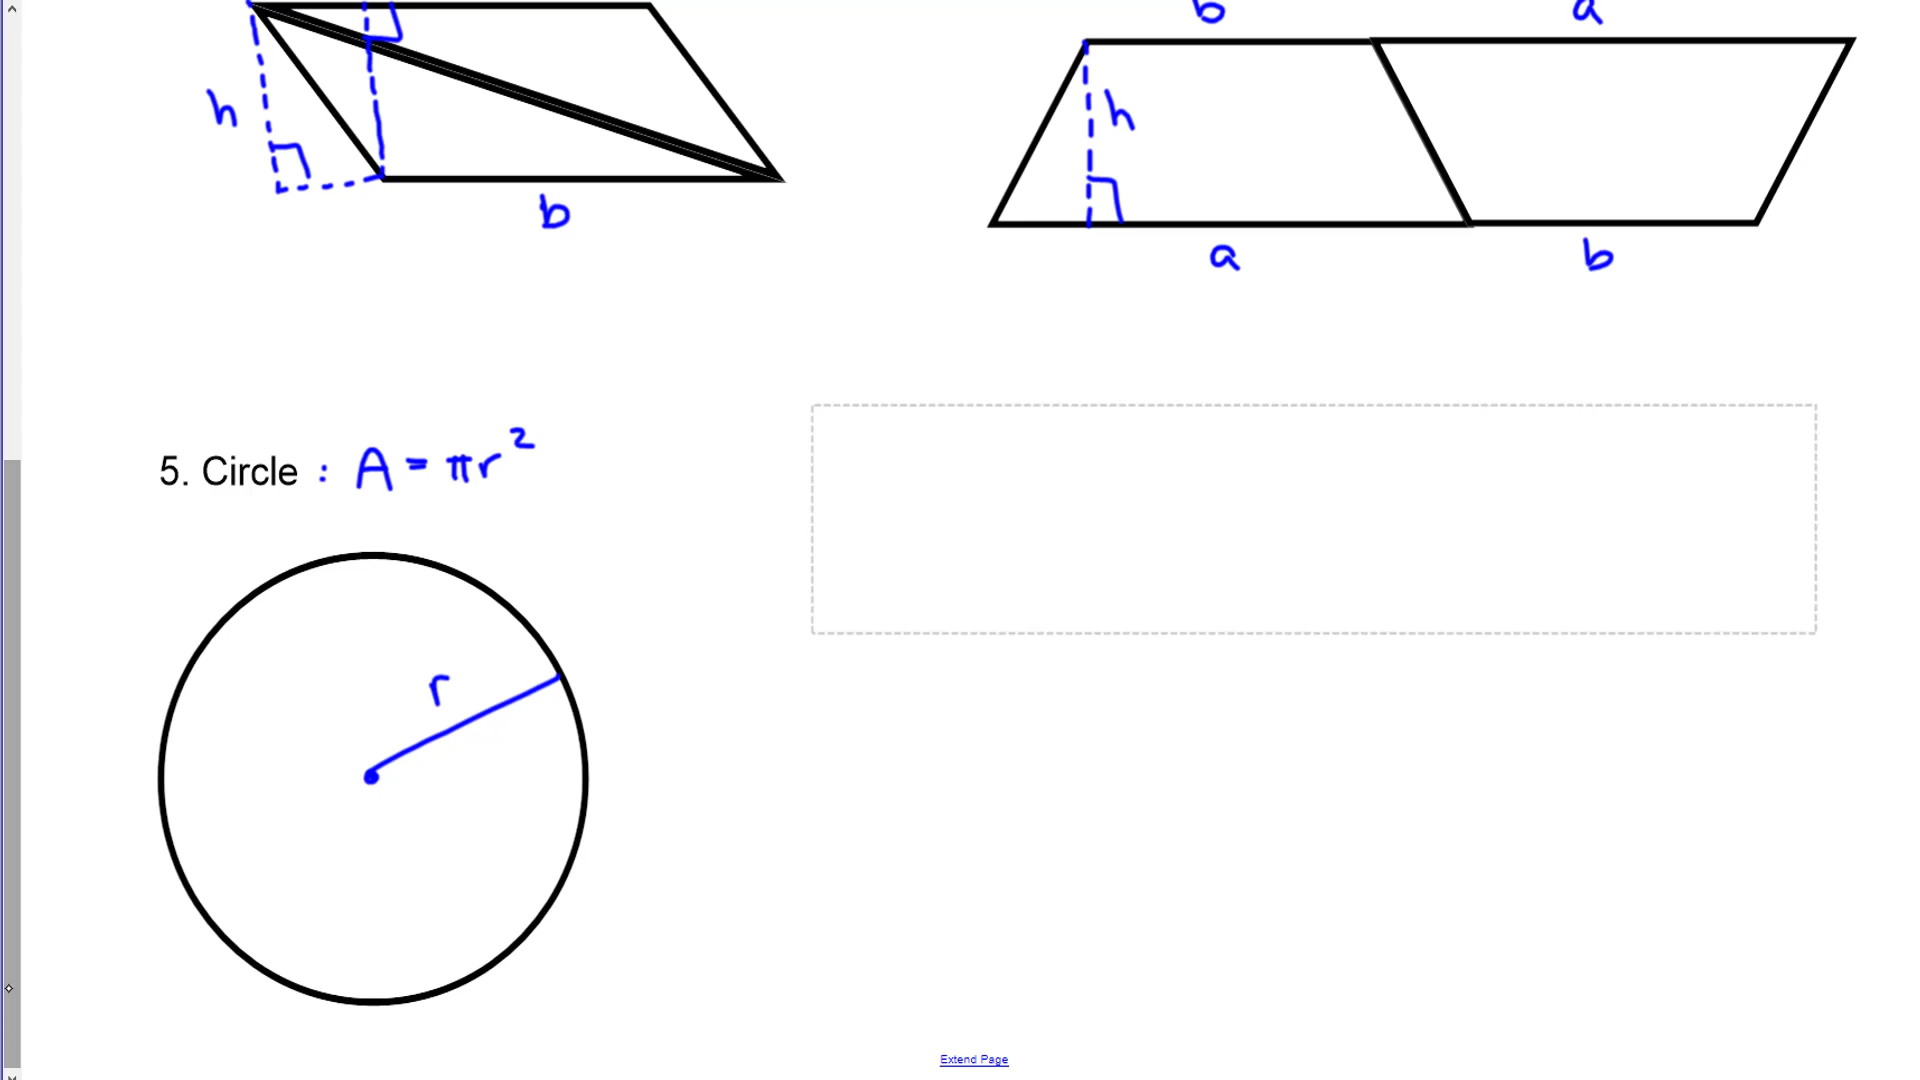 b a
h h
b
a b
5. Circle : A = πr²
r
Extend Page